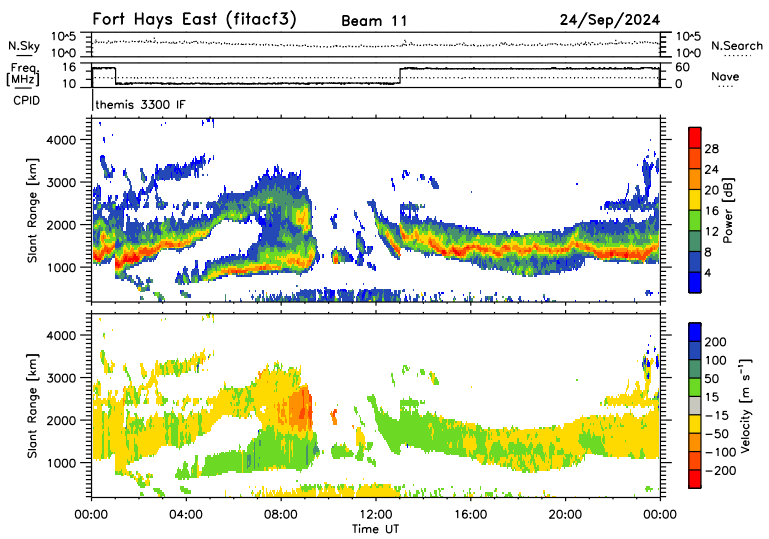 Fort Hays East (fitacf3) Beam 11 24/Sep/2024
N.Sky 10^5 10^0 10^5 10^0 N.Search
Freq. [MHz] 16 10 60 0 Nave
CPID themis 3300 IF
Slant Range [km]
4000
3000
2000
1000
28
24
20
16
12
8
4
Power [dB]
Slant Range [km]
4000
3000
2000
1000
200
100
50
15
−15
−50
−100
−200
Velocity [m s⁻¹]
00:00 04:00 08:00 12:00 16:00 20:00 00:00
Time UT